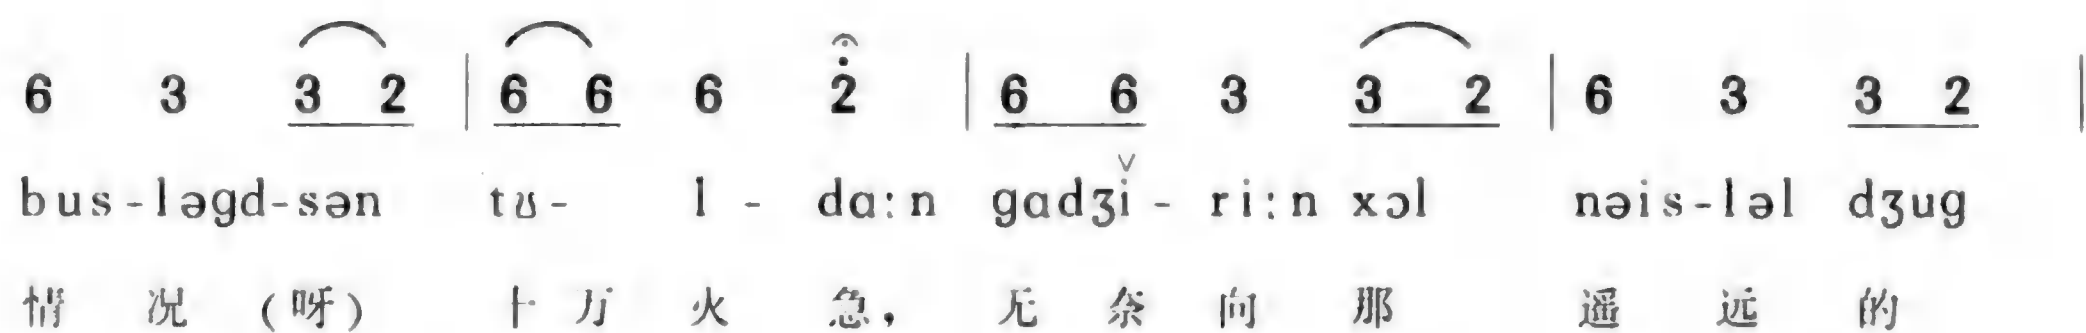 6 3 3 2 | 6 6 6 2̇ | 6 6 3 3 2 | 6 3 3 2 |
bus-ləgd-sən tʊ- l - dɑ:n gɑdʒǐ - ri:n xɔl nəis-ləl dʒug
情 况 (呀) 十 万 火 急, 无 奈 向 那 遥 远 的